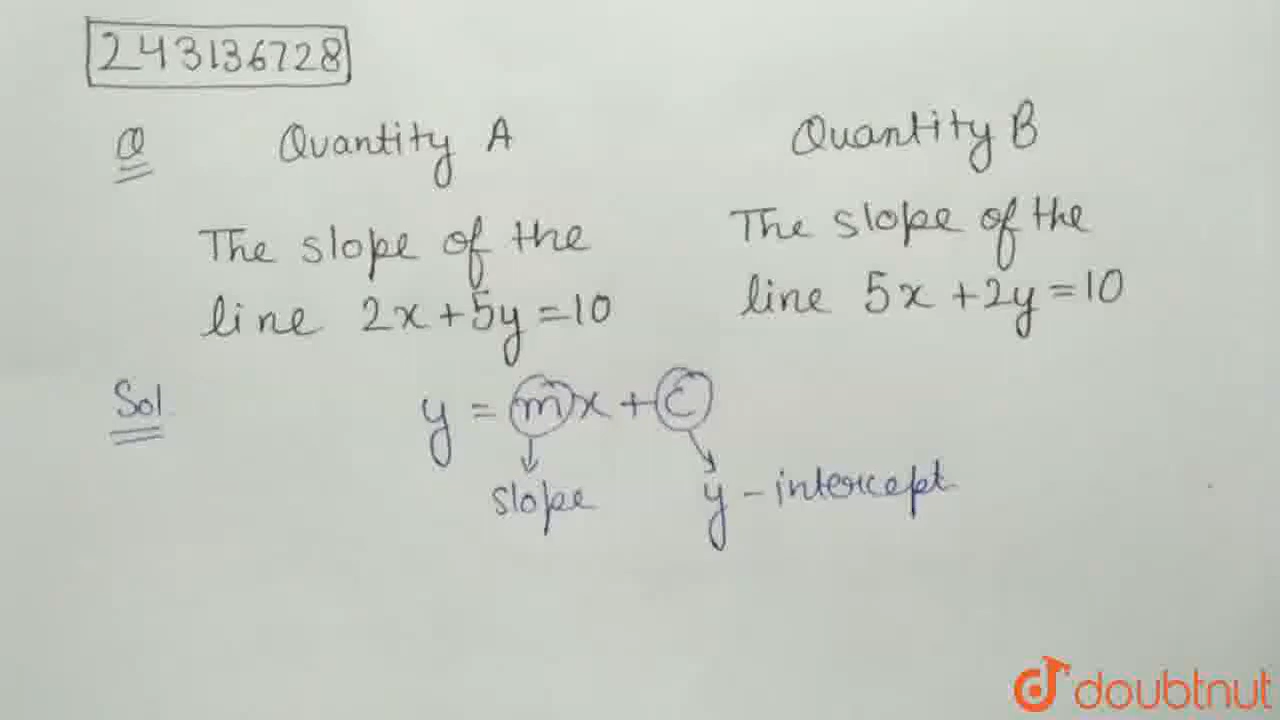 243136728
Q Quantity A Quantity B
The slope of the The slope of the
line 2x+5y=10 line 5x+2y=10
Sol y = mx + c
slope y - intercept
doubtnut